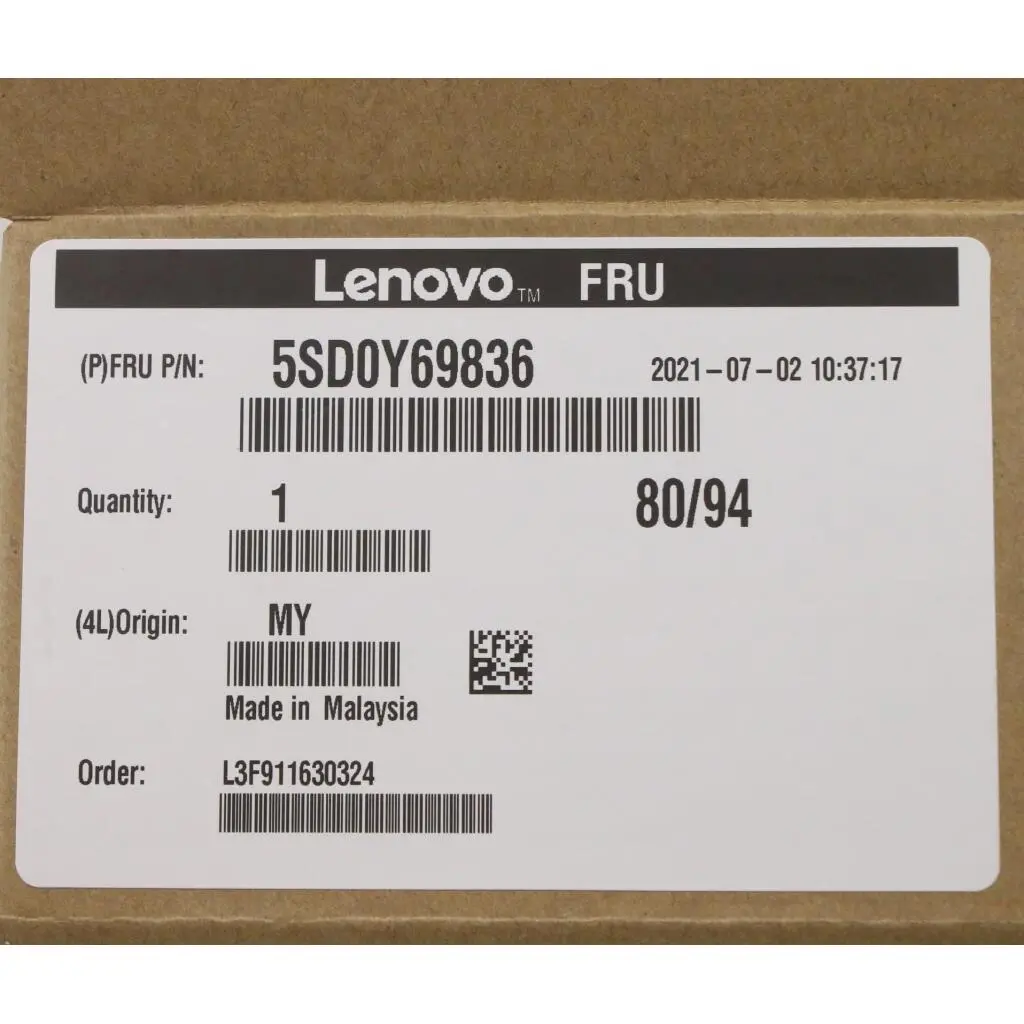 Lenovo™ FRU
(P)FRU P/N: 5SD0Y69836 2021-07-02 10:37:17
Quantity: 1 80/94
(4L)Origin: MY
Made in Malaysia
Order: L3F911630324